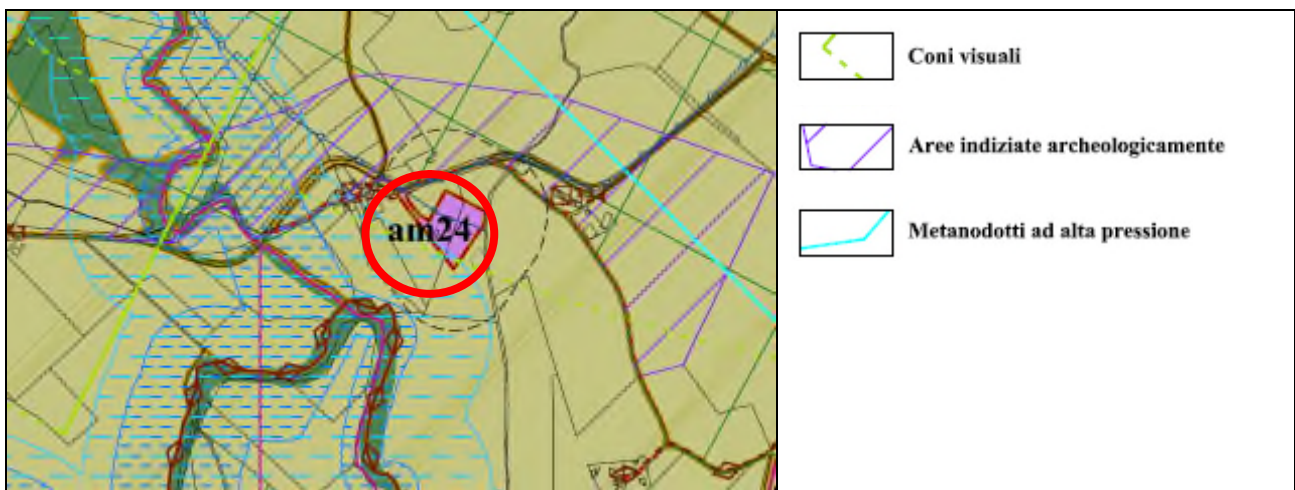 am24
Coni visuali
Aree indiziate archeologicamente
Metanodotti ad alta pressione